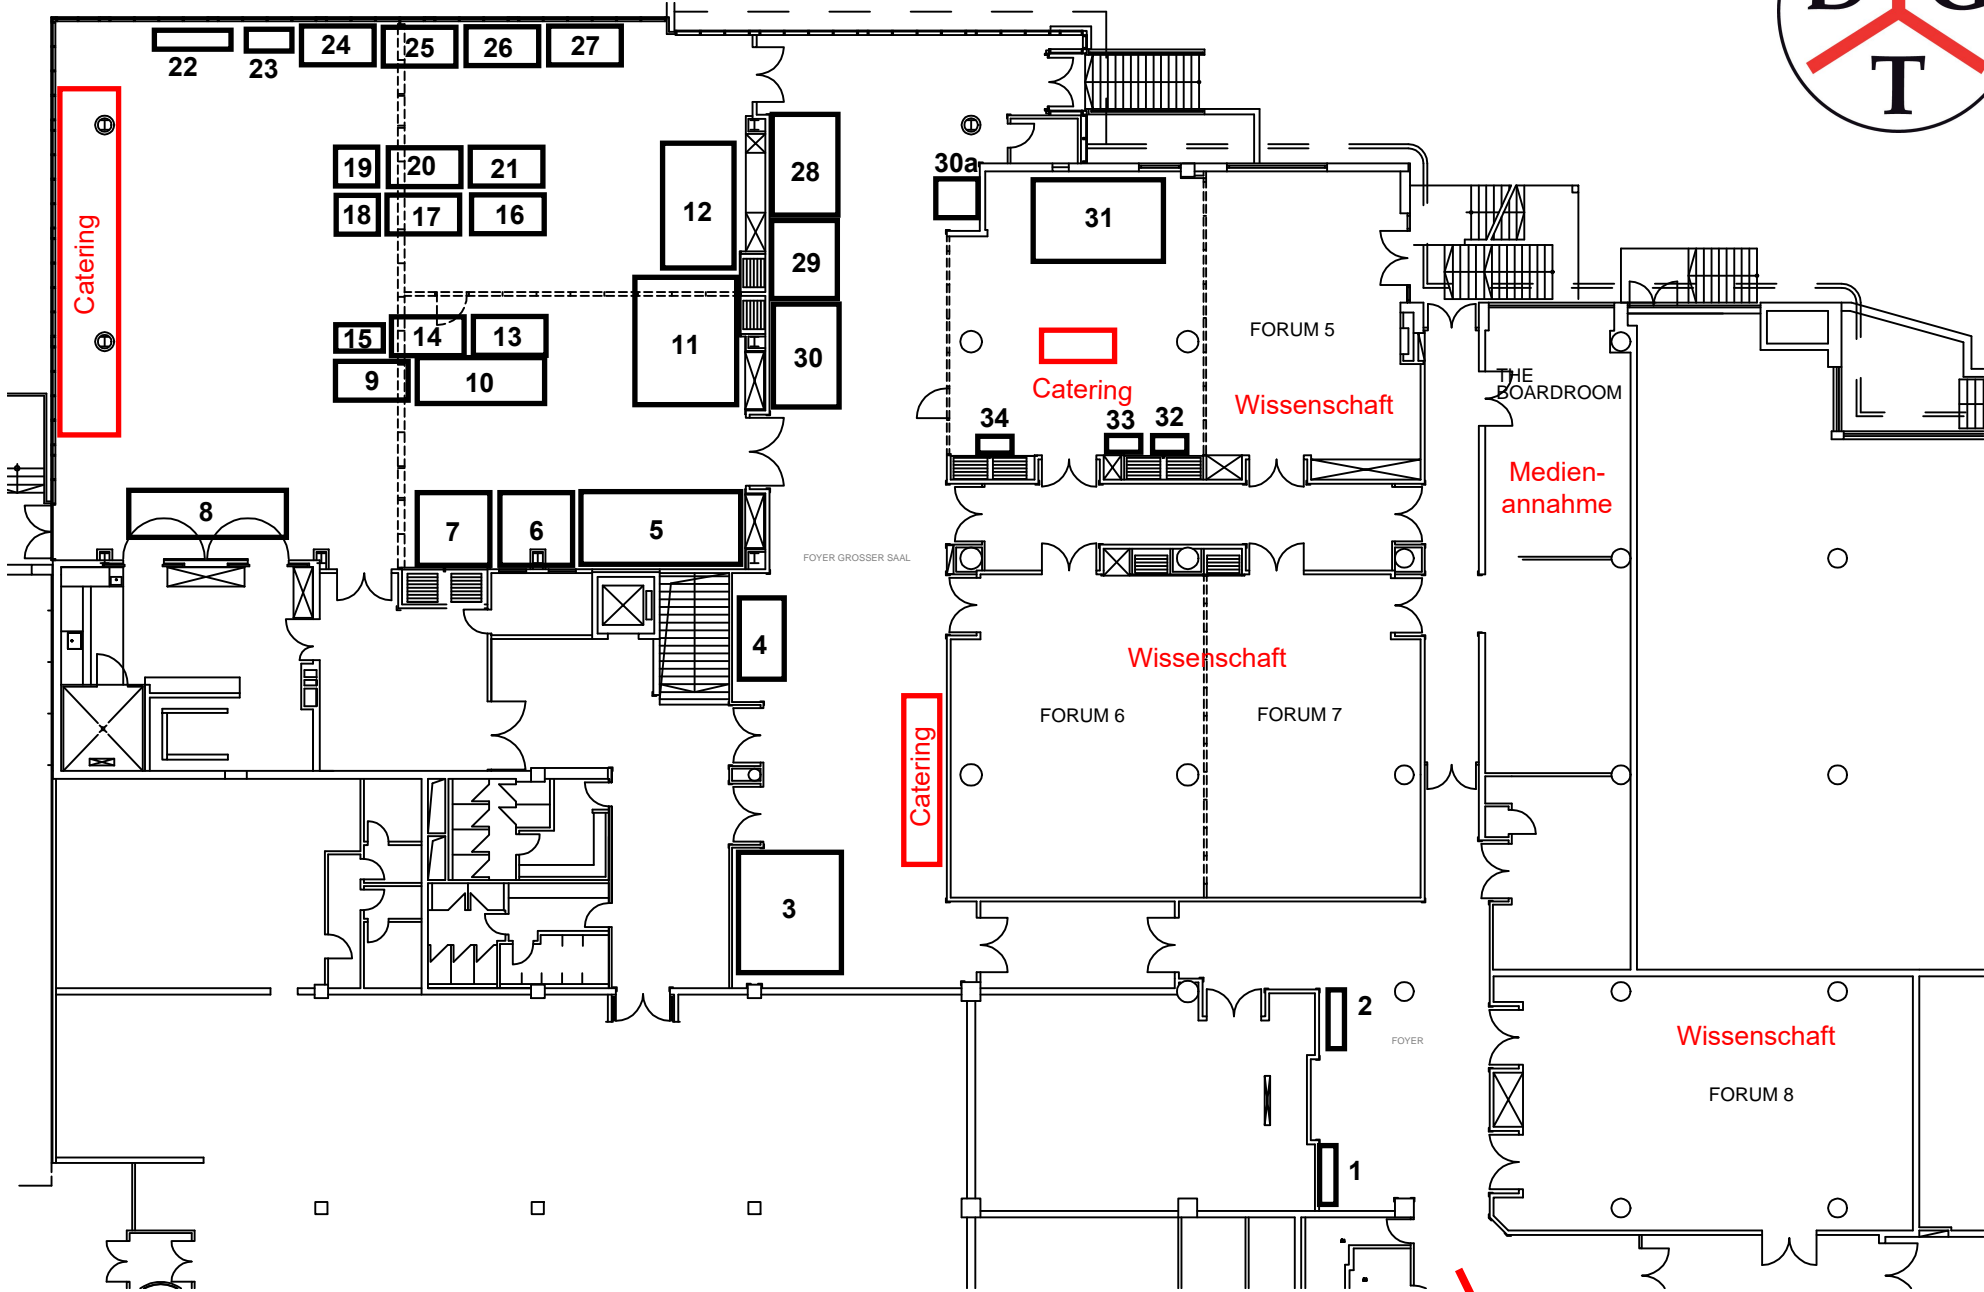 D G
T
22
23
24
25
26
27
Catering
19
20
21
18
17
16
12
28
29
30a
31
15
14
13
9
10
11
30
FORUM 5
Catering
Wissenschaft
34
33
32
THE
BOARDROOM
Medien-
annahme
8
7
6
5
FOYER GROSSER SAAL
4
Wissenschaft
FORUM 6
FORUM 7
Catering
3
2
FOYER
Wissenschaft
FORUM 8
1